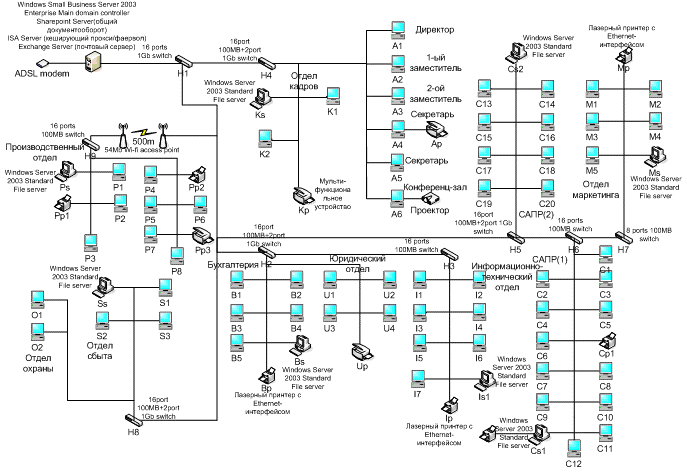 Windows Small Business Server 2003
Enterprise Main domain controller
Sharepoint Server(общий
документооборот)
ISA Server (кеширующий прокси/фаервол)
Exchange Server (почтовый сервер)
ADSL modem
16 ports
1Gb switch
H1
16port
100MB+2port
1Gb switch
H4
Отдел
кадров
Windows Server
2003 Standard
File server
Ks
K1
K2
Kp
Мульти-
функциона
льное
устройство
Директор
A1
1-ый
заместитель
A2
2-ой
заместитель
A3
Секретарь
A4
Ap
Секретарь
A5
Конференц-зал
A6
Проектор
Windows Server
2003 Standard
File server
Cs2
C13
C14
C15
C16
C17
C18
C19
C20
САПР(2)
16port
100MB+2port 1Gb
switch
H5
Лазерный принтер с
Ethernet-
интерфейсом
Mp
M1
M2
M3
M4
M5
Ms
Отдел
маркетинга
Windows Server
2003 Standard
File server
16 ports
100MB switch
H6
8 ports 100MB
switch
H7
16 ports
100MB switch
H9
500m
54Mb Wi-fi access point
Производственный
отдел
Windows Server
2003 Standard
File server
Ps
P1
P4
Pp2
Pp1
P2
P5
P6
P3
P7
Pp3
P8
16port
100MB+2port
1Gb switch
H2
Бухгалтерия
Юридический
отдел
16 ports
100MB switch
H3
Информационно-
технический
отдел
B1
B2
B3
B4
B5
Bs
Windows Server
2003 Standard
File server
Bp
Лазерный принтер с
Ethernet-
интерфейсом
U1
U2
U3
U4
Up
I1
I2
I3
I4
I5
I6
I7
Is1
Windows Server
2003 Standard
File server
Ip
Лазерный принтер с
Ethernet-
интерфейсом
САПР(1)
C1
C2
C3
C4
C5
C6
Cp1
C7
C8
C9
C10
Windows
Server 2003
Standard
File server
Cs1
C11
C12
Windows Server
2003 Standard
File server
Ss
S1
S2
S3
Отдел
сбыта
O1
O2
Отдел
охраны
16port
100MB+2port
1Gb switch
H8